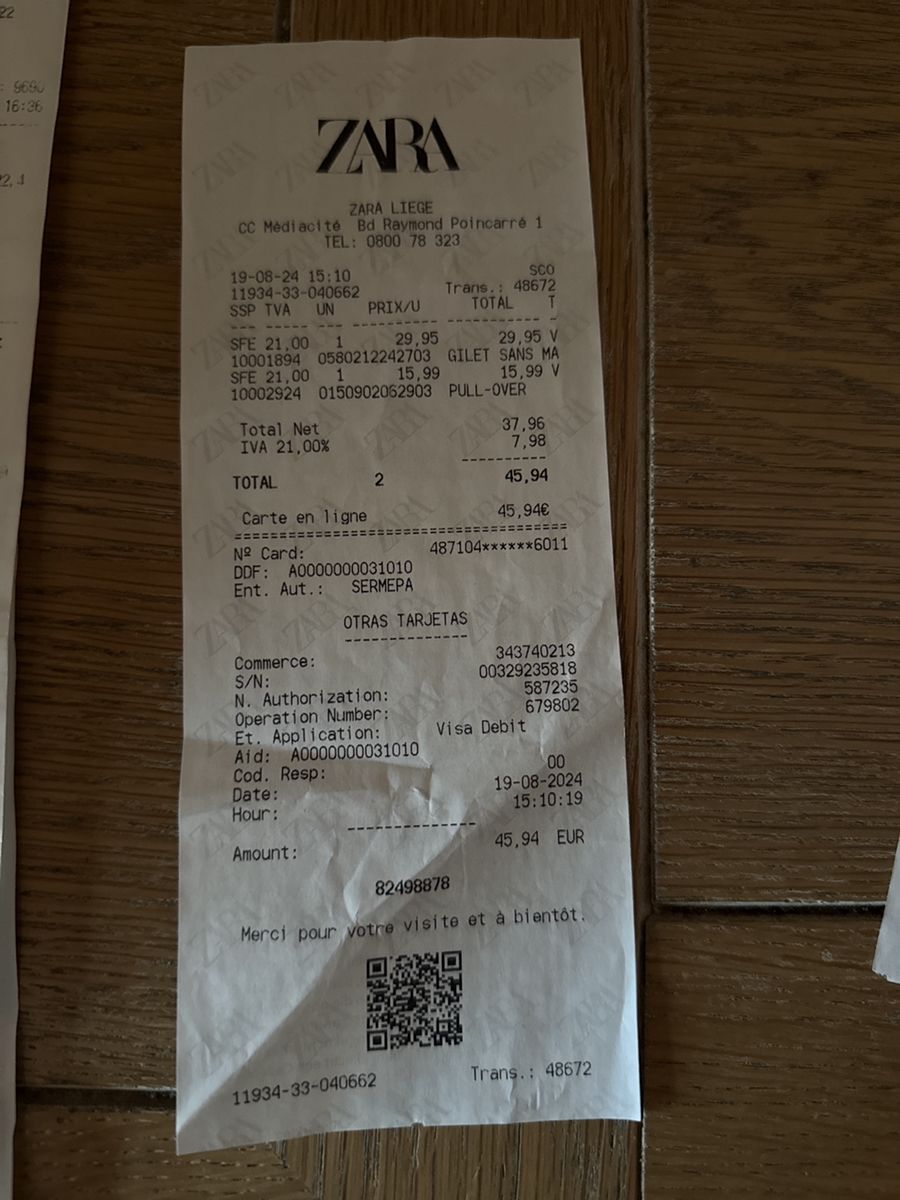 22
: 9690
16:36
22,4
ZARA
ZARA LIEGE
CC Médiacité Bd Raymond Poincarré 1
TEL: 0800 78 323
19-08-24 15:10 SCO
11934-33-040662 Trans.: 48672
SSP TVA UN PRIX/U TOTAL T
--- ----- --- --------- ---------- -
SFE 21,00 1 29,95 29,95 V
10001894 0580212242703 GILET SANS MA
SFE 21,00 1 15,99 15,99 V
10002924 0150902062903 PULL-OVER
Total Net 37,96
IVA 21,00% 7,98
----------
TOTAL 2 45,94
Carte en ligne 45,94€
========================================
Nº Card: 487104******6011
DDF: A0000000031010
Ent. Aut.: SERMEPA
OTRAS TARJETAS
--------------
Commerce: 343740213
S/N: 00329235818
N. Authorization: 587235
Operation Number: 679802
Et. Application: Visa Debit
Aid: A0000000031010
Cod. Resp: 00
Date: 19-08-2024
Hour: 15:10:19
--------------
Amount: 45,94 EUR
82498878
Merci pour votre visite et à bientôt.
11934-33-040662 Trans.: 48672